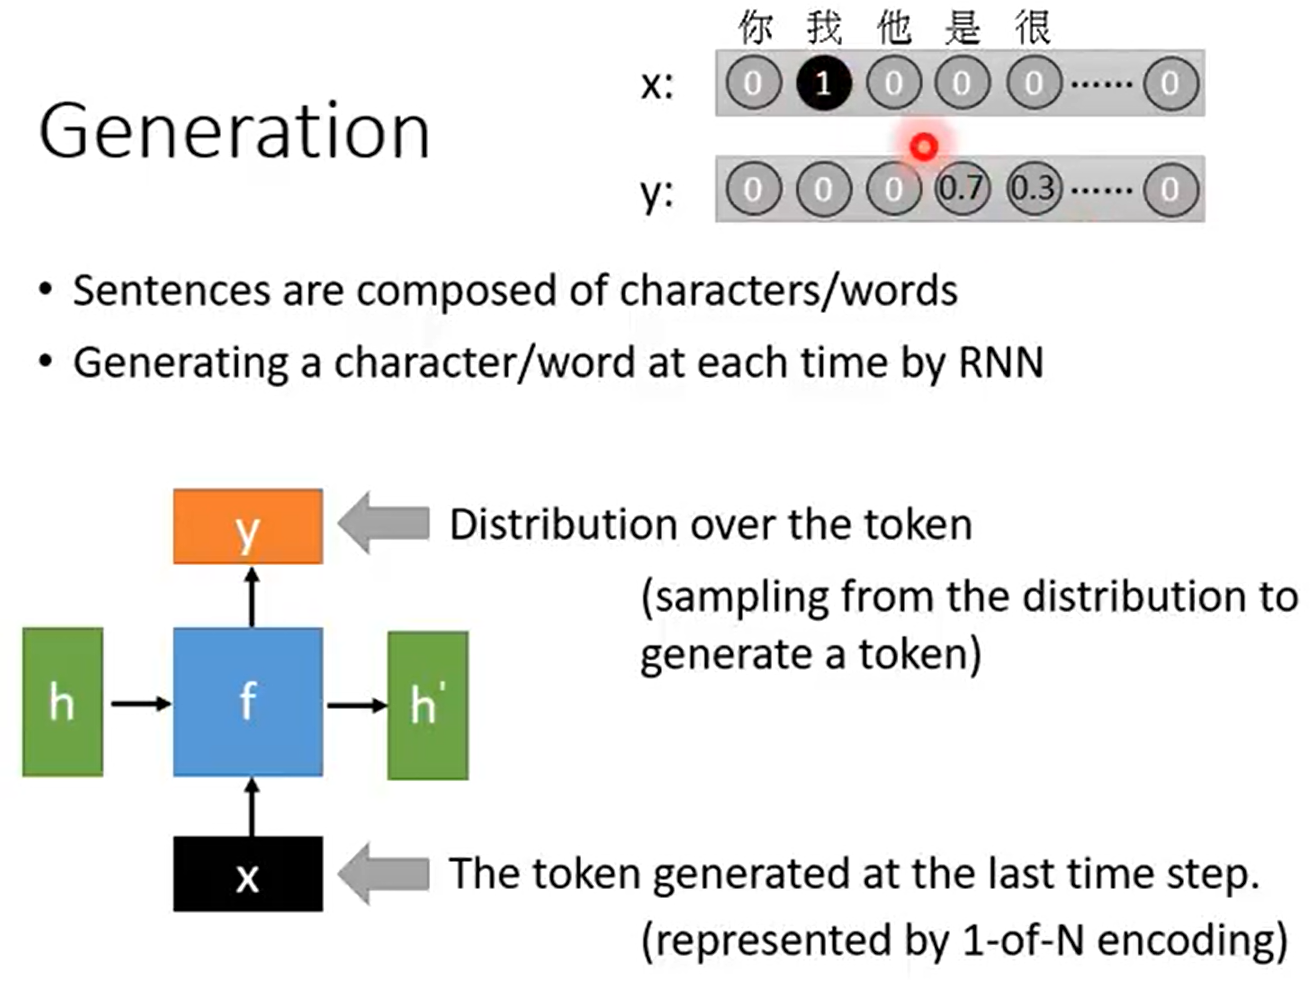 你 我 他 是 很
x: 0 1 0 0 0 ...... 0
Generation
y: 0 0 0 0.7 0.3 ...... 0
• Sentences are composed of characters/words
• Generating a character/word at each time by RNN
y
Distribution over the token
(sampling from the distribution to
generate a token)
h f h'
x
The token generated at the last time step.
(represented by 1-of-N encoding)